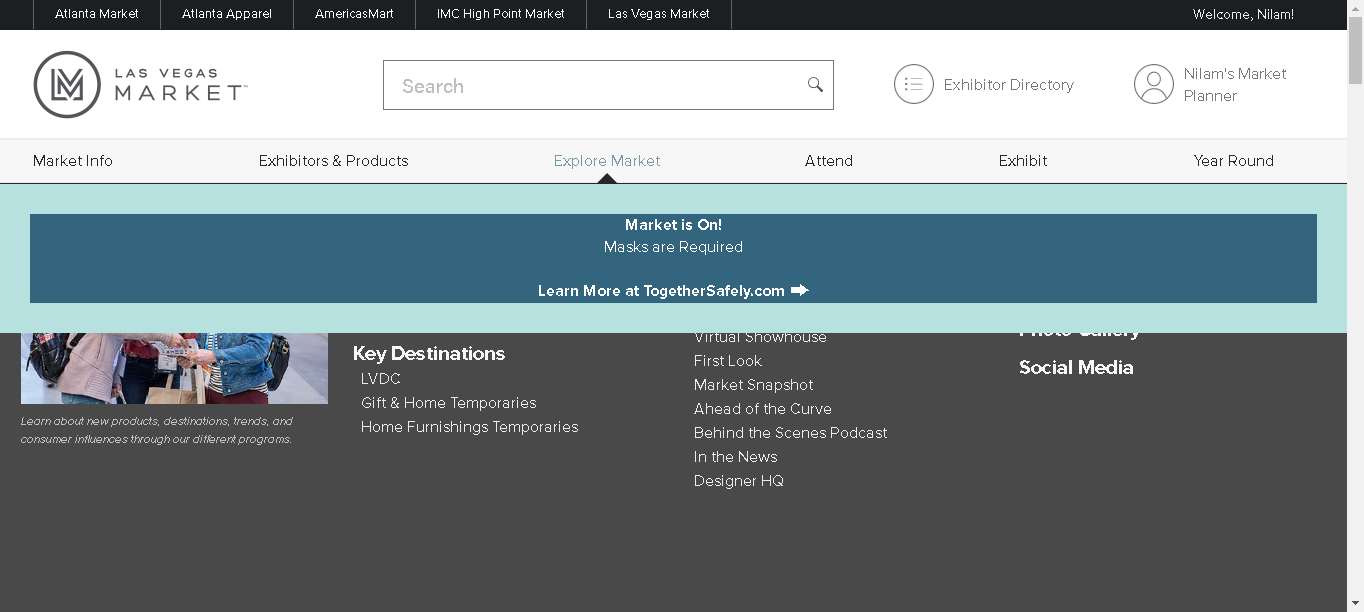 Atlanta Market
Atlanta Apparel
AmericasMart
IMC High Point Market
Las Vegas Market
Welcome, Nilam!
LM
LAS VEGAS
MARKET™
Search
Exhibitor Directory
Nilam's Market
Planner
Market Info
Exhibitors & Products
Explore Market
Attend
Exhibit
Year Round
Market is On!
Masks are Required
Learn More at TogetherSafely.com
Learn about new products, destinations, trends, and
consumer influences through our different programs.
Key Destinations
LVDC
Gift & Home Temporaries
Home Furnishings Temporaries
Virtual Showhouse
First Look
Market Snapshot
Ahead of the Curve
Behind the Scenes Podcast
In the News
Designer HQ
Photo Gallery
Social Media